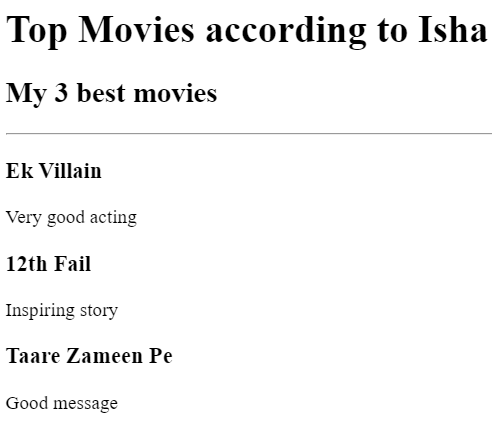 Top Movies according to Isha
My 3 best movies
Ek Villain
Very good acting
12th Fail
Inspiring story
Taare Zameen Pe
Good message